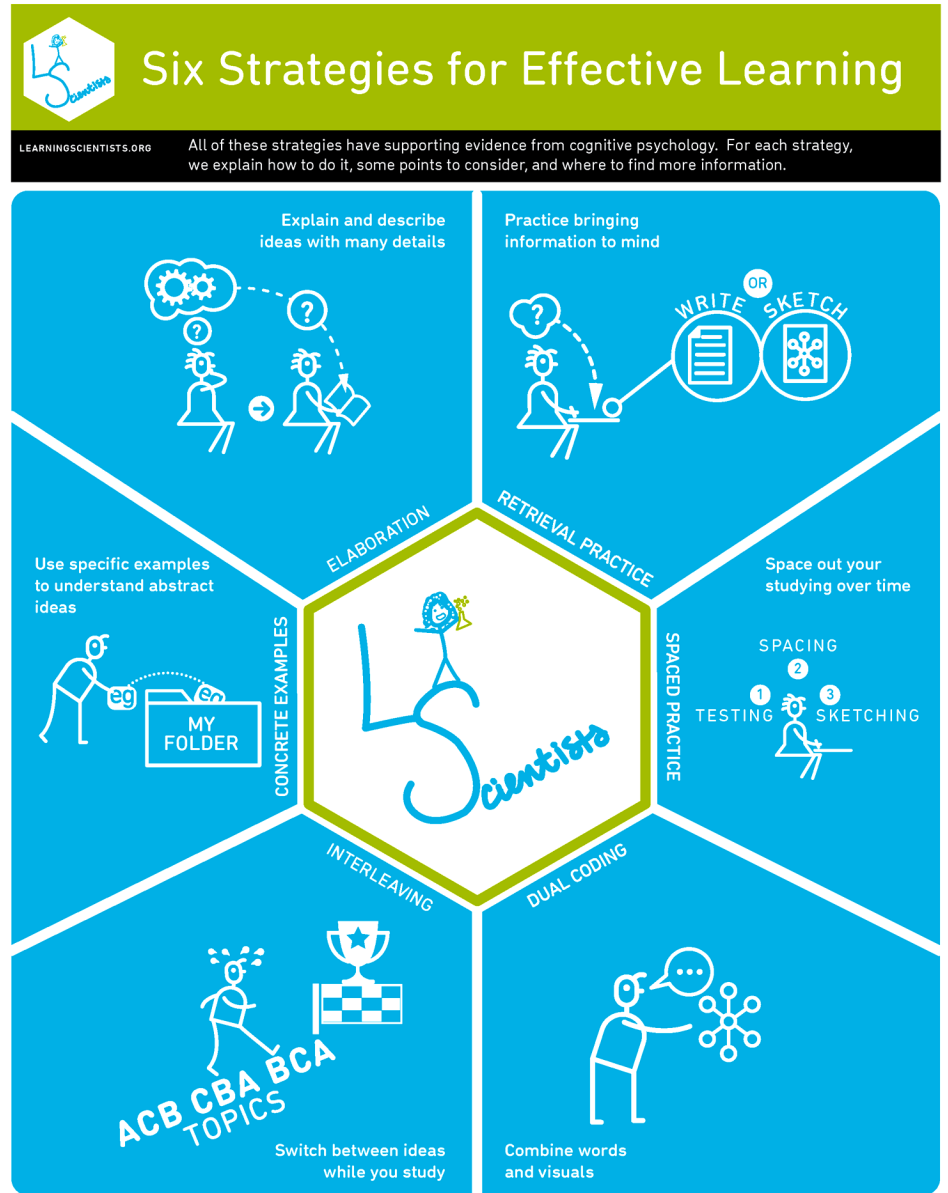 LS
cientists
Six Strategies for Effective Learning
LEARNINGSCIENTISTS.ORG
All of these strategies have supporting evidence from cognitive psychology. For each strategy,
we explain how to do it, some points to consider, and where to find more information.
Explain and describe
ideas with many details
?
?
?
ELABORATION
Practice bringing
information to mind
?
WRITE
OR
SKETCH
RETRIEVAL PRACTICE
Use specific examples
to understand abstract
ideas
eg
eg
MY
FOLDER
CONCRETE EXAMPLES
Space out your
studying over time
SPACING
2
1
3
TESTING
SKETCHING
SPACED PRACTICE
LS
cientists
INTERLEAVING
ACB CBA BCA
TOPICS
Switch between ideas
while you study
DUAL CODING
...
Combine words
and visuals